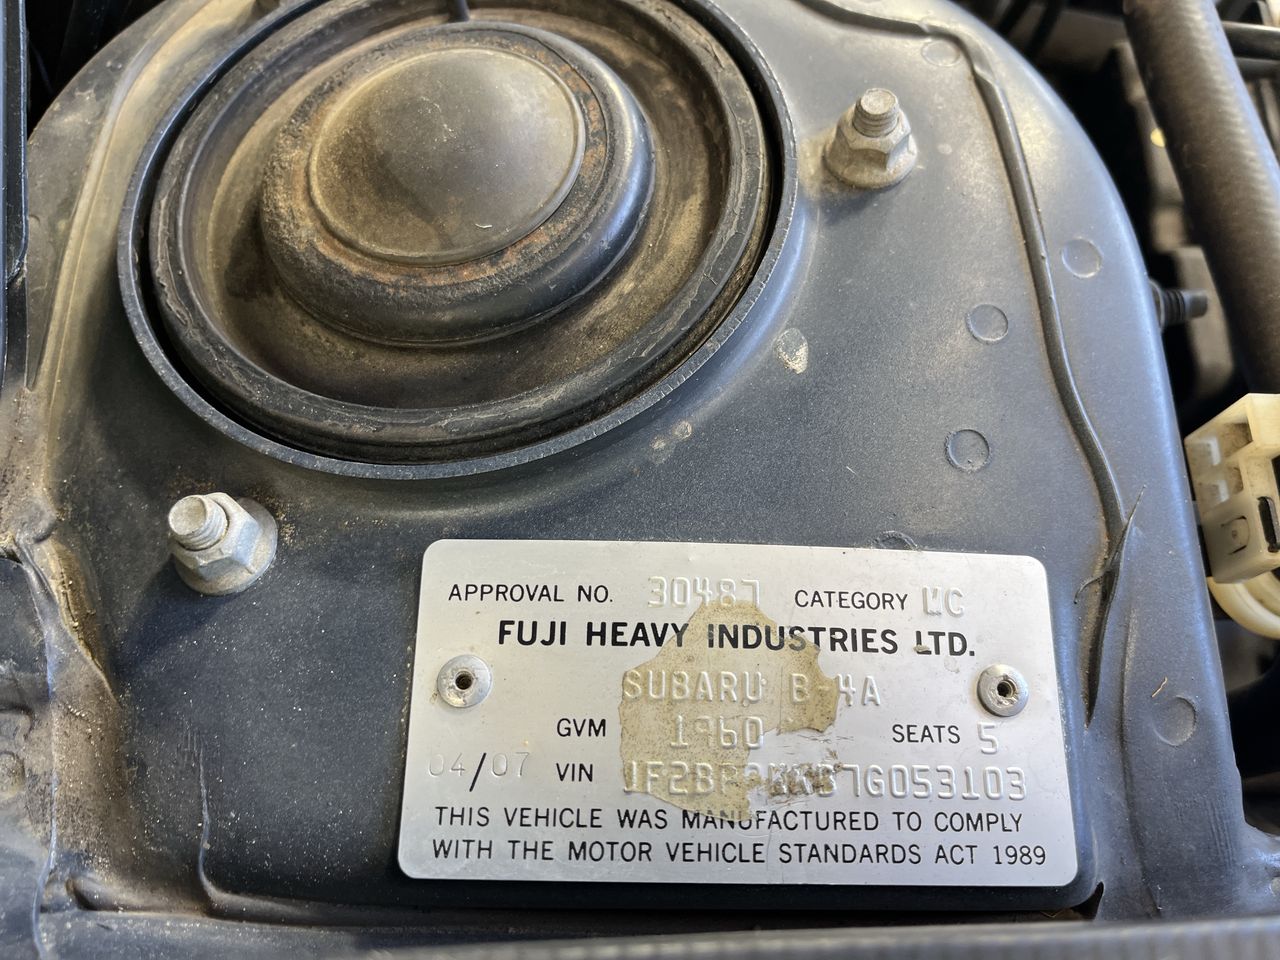 APPROVAL NO. 30487 CATEGORY MC
FUJI HEAVY INDUSTRIES LTD.
SUBARU B-4A
GVM 1960 SEATS 5
04/07 VIN
THIS VEHICLE WAS MANUFACTURED TO COMPLY
WITH THE MOTOR VEHICLE STANDARDS ACT 1989